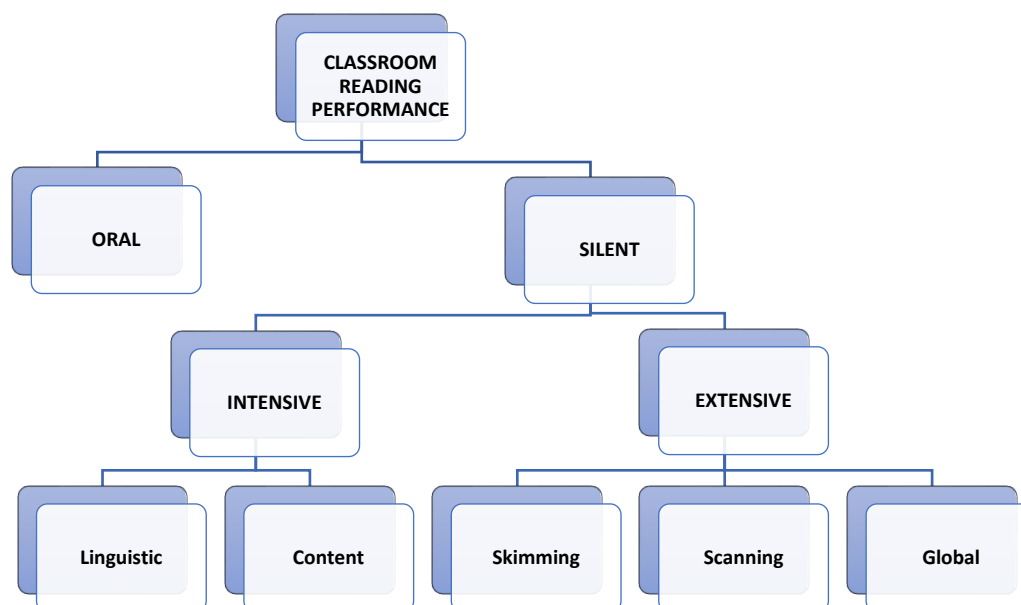 CLASSROOM
READING
PERFORMANCE
ORAL
SILENT
INTENSIVE
EXTENSIVE
Linguistic
Content
Skimming
Scanning
Global